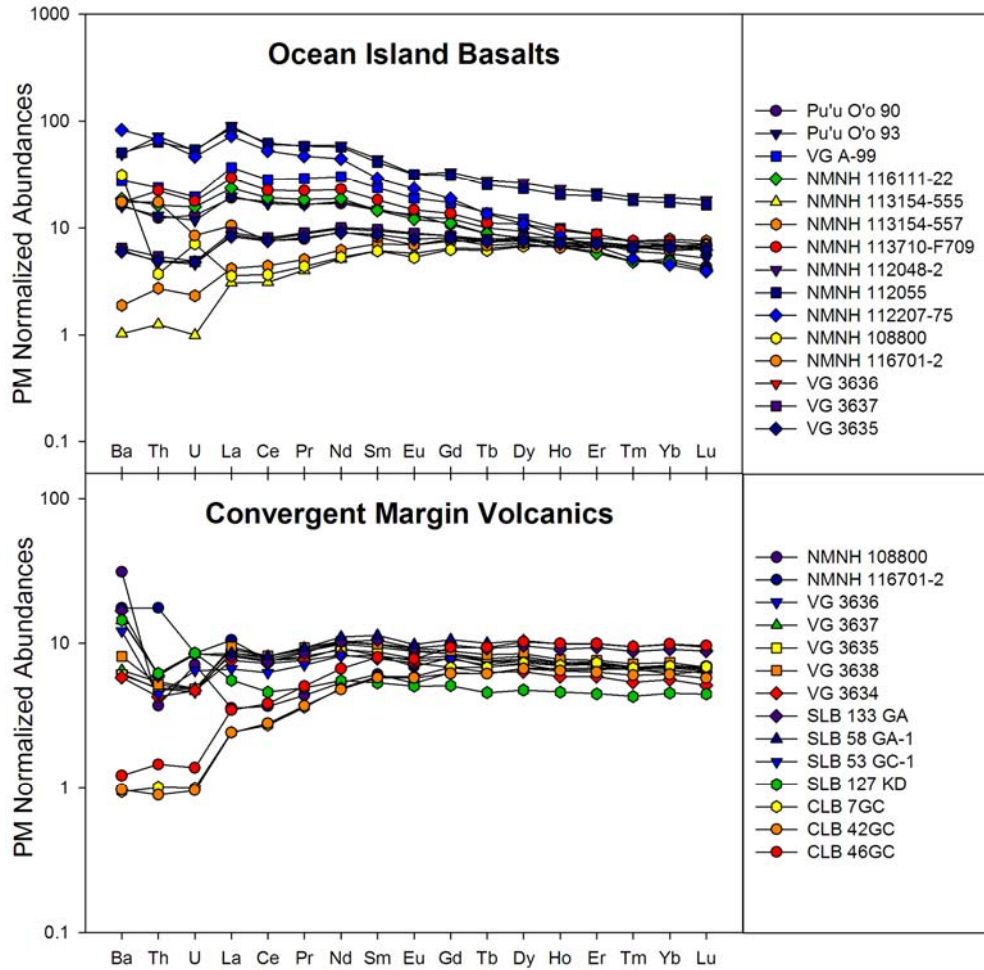 1000
Ocean Island Basalts
100
10
1
0.1
PM Normalized Abundances
Ba Th U La Ce Pr Nd Sm Eu Gd Tb Dy Ho Er Tm Yb Lu
Pu'u O'o 90
Pu'u O'o 93
VG A-99
NMNH 116111-22
NMNH 113154-555
NMNH 113154-557
NMNH 113710-F709
NMNH 112048-2
NMNH 112055
NMNH 112207-75
NMNH 108800
NMNH 116701-2
VG 3636
VG 3637
VG 3635
100
Convergent Margin Volcanics
10
1
0.1
PM Normalized Abundances
Ba Th U La Ce Pr Nd Sm Eu Gd Tb Dy Ho Er Tm Yb Lu
NMNH 108800
NMNH 116701-2
VG 3636
VG 3637
VG 3635
VG 3638
VG 3634
SLB 133 GA
SLB 58 GA-1
SLB 53 GC-1
SLB 127 KD
CLB 7GC
CLB 42GC
CLB 46GC